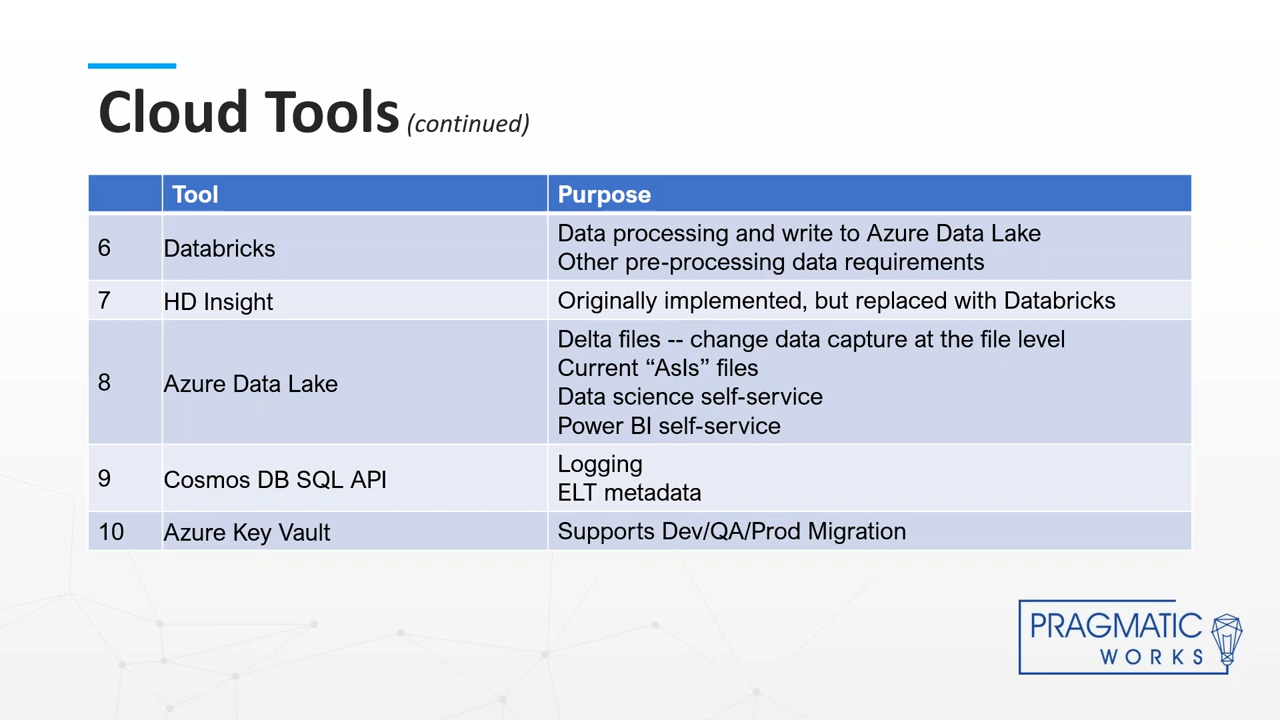 Cloud Tools (continued)
Tool Purpose
6 Databricks Data processing and write to Azure Data Lake
Other pre-processing data requirements
7 HD Insight Originally implemented, but replaced with Databricks
8 Azure Data Lake Delta files -- change data capture at the file level
Current “AsIs” files
Data science self-service
Power BI self-service
9 Cosmos DB SQL API Logging
ELT metadata
10 Azure Key Vault Supports Dev/QA/Prod Migration
PRAGMATIC
WORKS